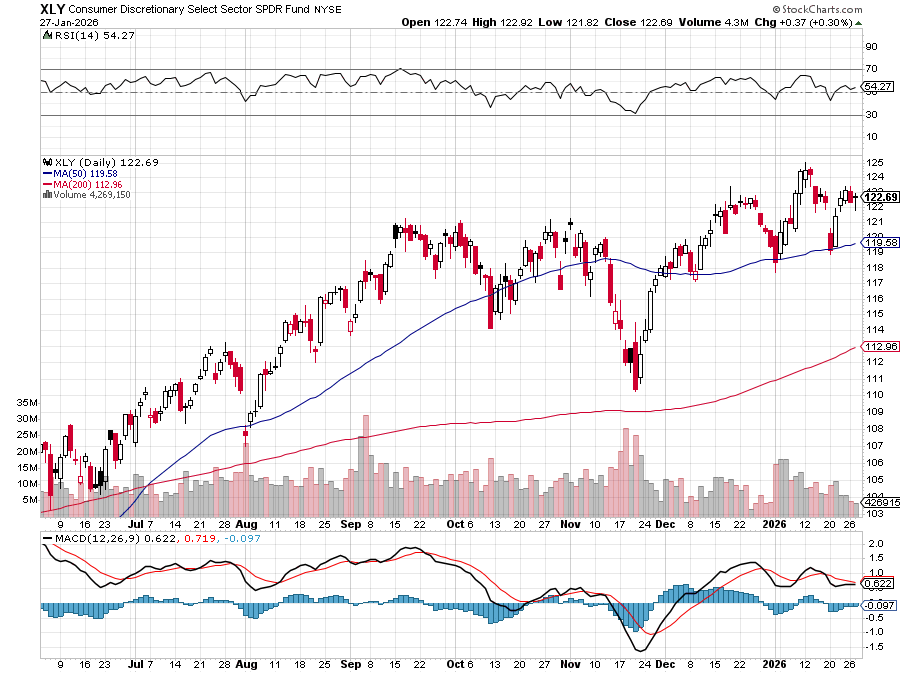 XLY Consumer Discretionary Select Sector SPDR Fund NYSE
© StockCharts.com
27-Jan-2026
Open 122.74 High 122.92 Low 121.82 Close 122.69 Volume 4.3M Chg +0.37 (+0.30%)
RSI(14) 54.27
90
70
54.27
50
30
10
XLY (Daily) 122.69
MA(50) 119.58
MA(200) 112.96
Volume 4,269,150
125
124
122.69
122
121
120
119.58
119
118
117
116
115
114
112.96
112
111
110
109
108
107
106
105
104
4269150
103
35M
30M
25M
20M
15M
10M
5M
9 16 23 Jul 7 14 21 28 Aug 11 18 25 Sep 8 15 22 Oct 6 13 20 27 Nov 10 17 24 Dec 8 15 22 2026 12 20 26
MACD(12,26,9) 0.622, 0.719, -0.097
2.0
1.5
1.0
0.622
-0.097
-0.5
-1.0
-1.5
9 16 23 Jul 7 14 21 28 Aug 11 18 25 Sep 8 15 22 Oct 6 13 20 27 Nov 10 17 24 Dec 8 15 22 2026 12 20 26